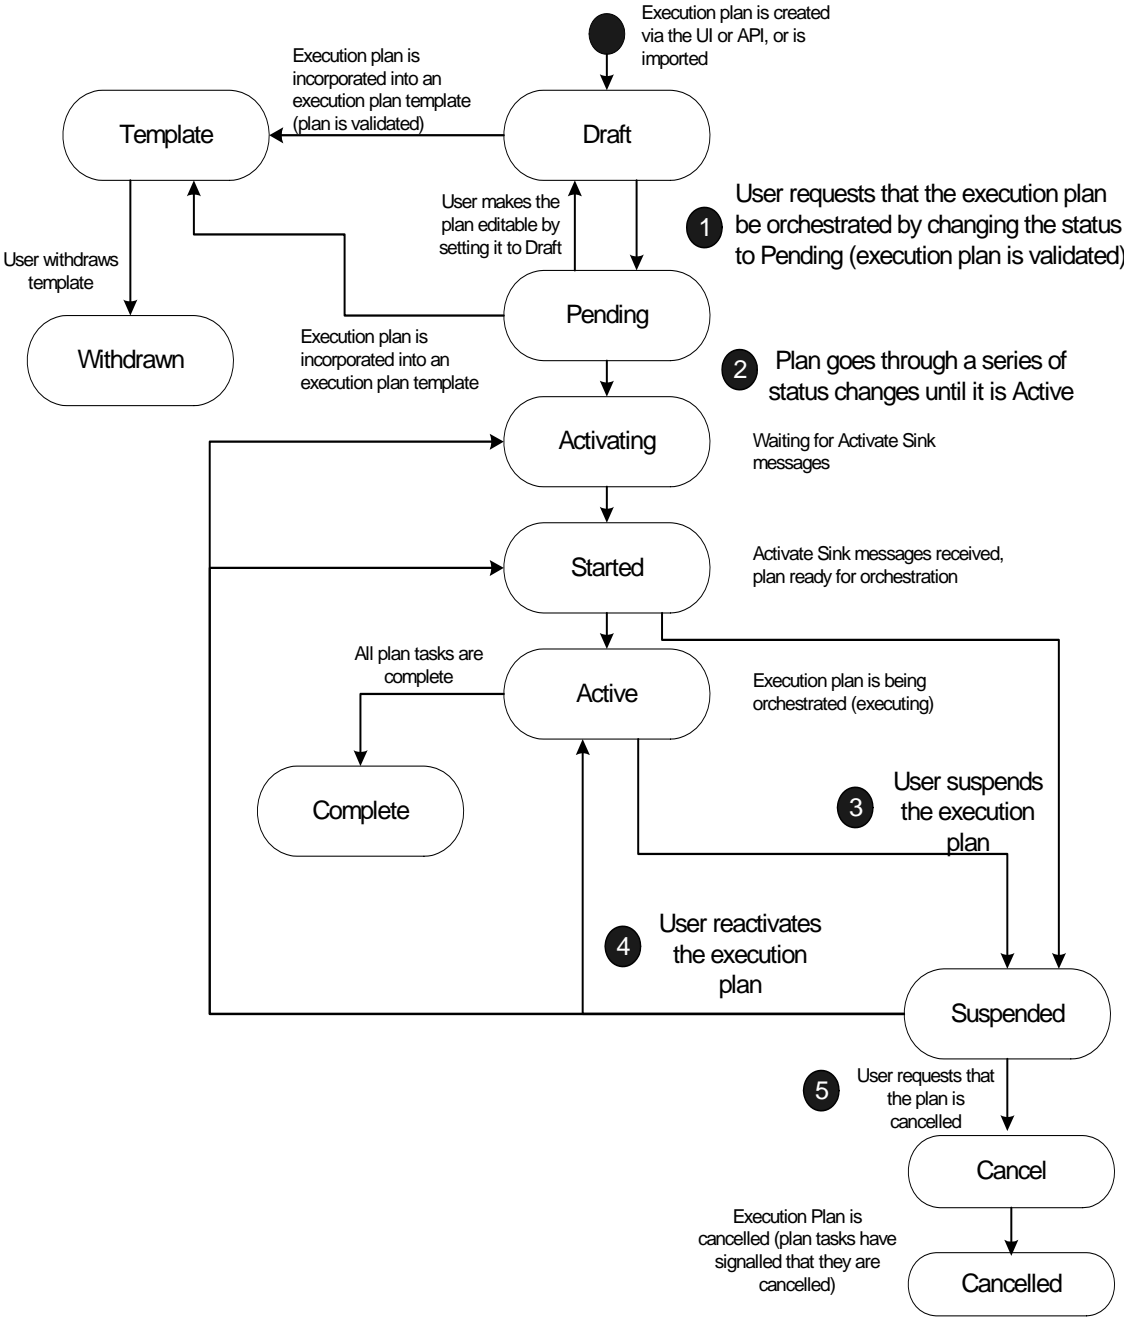 Execution plan is created
via the UI or API, or is
imported
Execution plan is
incorporated into an
execution plan template
(plan is validated)
Template
Draft
User makes the
plan editable by
setting it to Draft
1
User requests that the execution plan
be orchestrated by changing the status
to Pending (execution plan is validated)
User withdraws
template
Pending
Withdrawn
Execution plan is
incorporated into an
execution plan template
2
Plan goes through a series of
status changes until it is Active
Activating
Waiting for Activate Sink
messages
Started
Activate Sink messages received,
plan ready for orchestration
All plan tasks are
complete
Active
Execution plan is being
orchestrated (executing)
Complete
3
User suspends
the execution
plan
4
User reactivates
the execution
plan
Suspended
5
User requests that
the plan is
cancelled
Cancel
Execution Plan is
cancelled (plan tasks have
signalled that they are
cancelled)
Cancelled